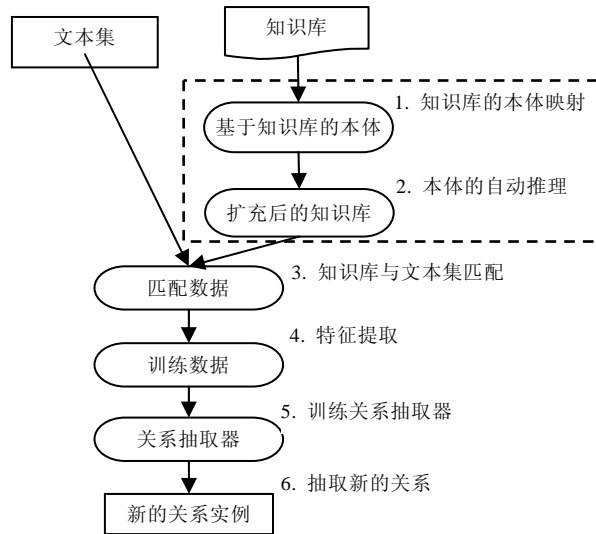 文本集
知识库
1. 知识库的本体映射
基于知识库的本体
2. 本体的自动推理
扩充后的知识库
3. 知识库与文本集匹配
匹配数据
4. 特征提取
训练数据
5. 训练关系抽取器
关系抽取器
6. 抽取新的关系
新的关系实例